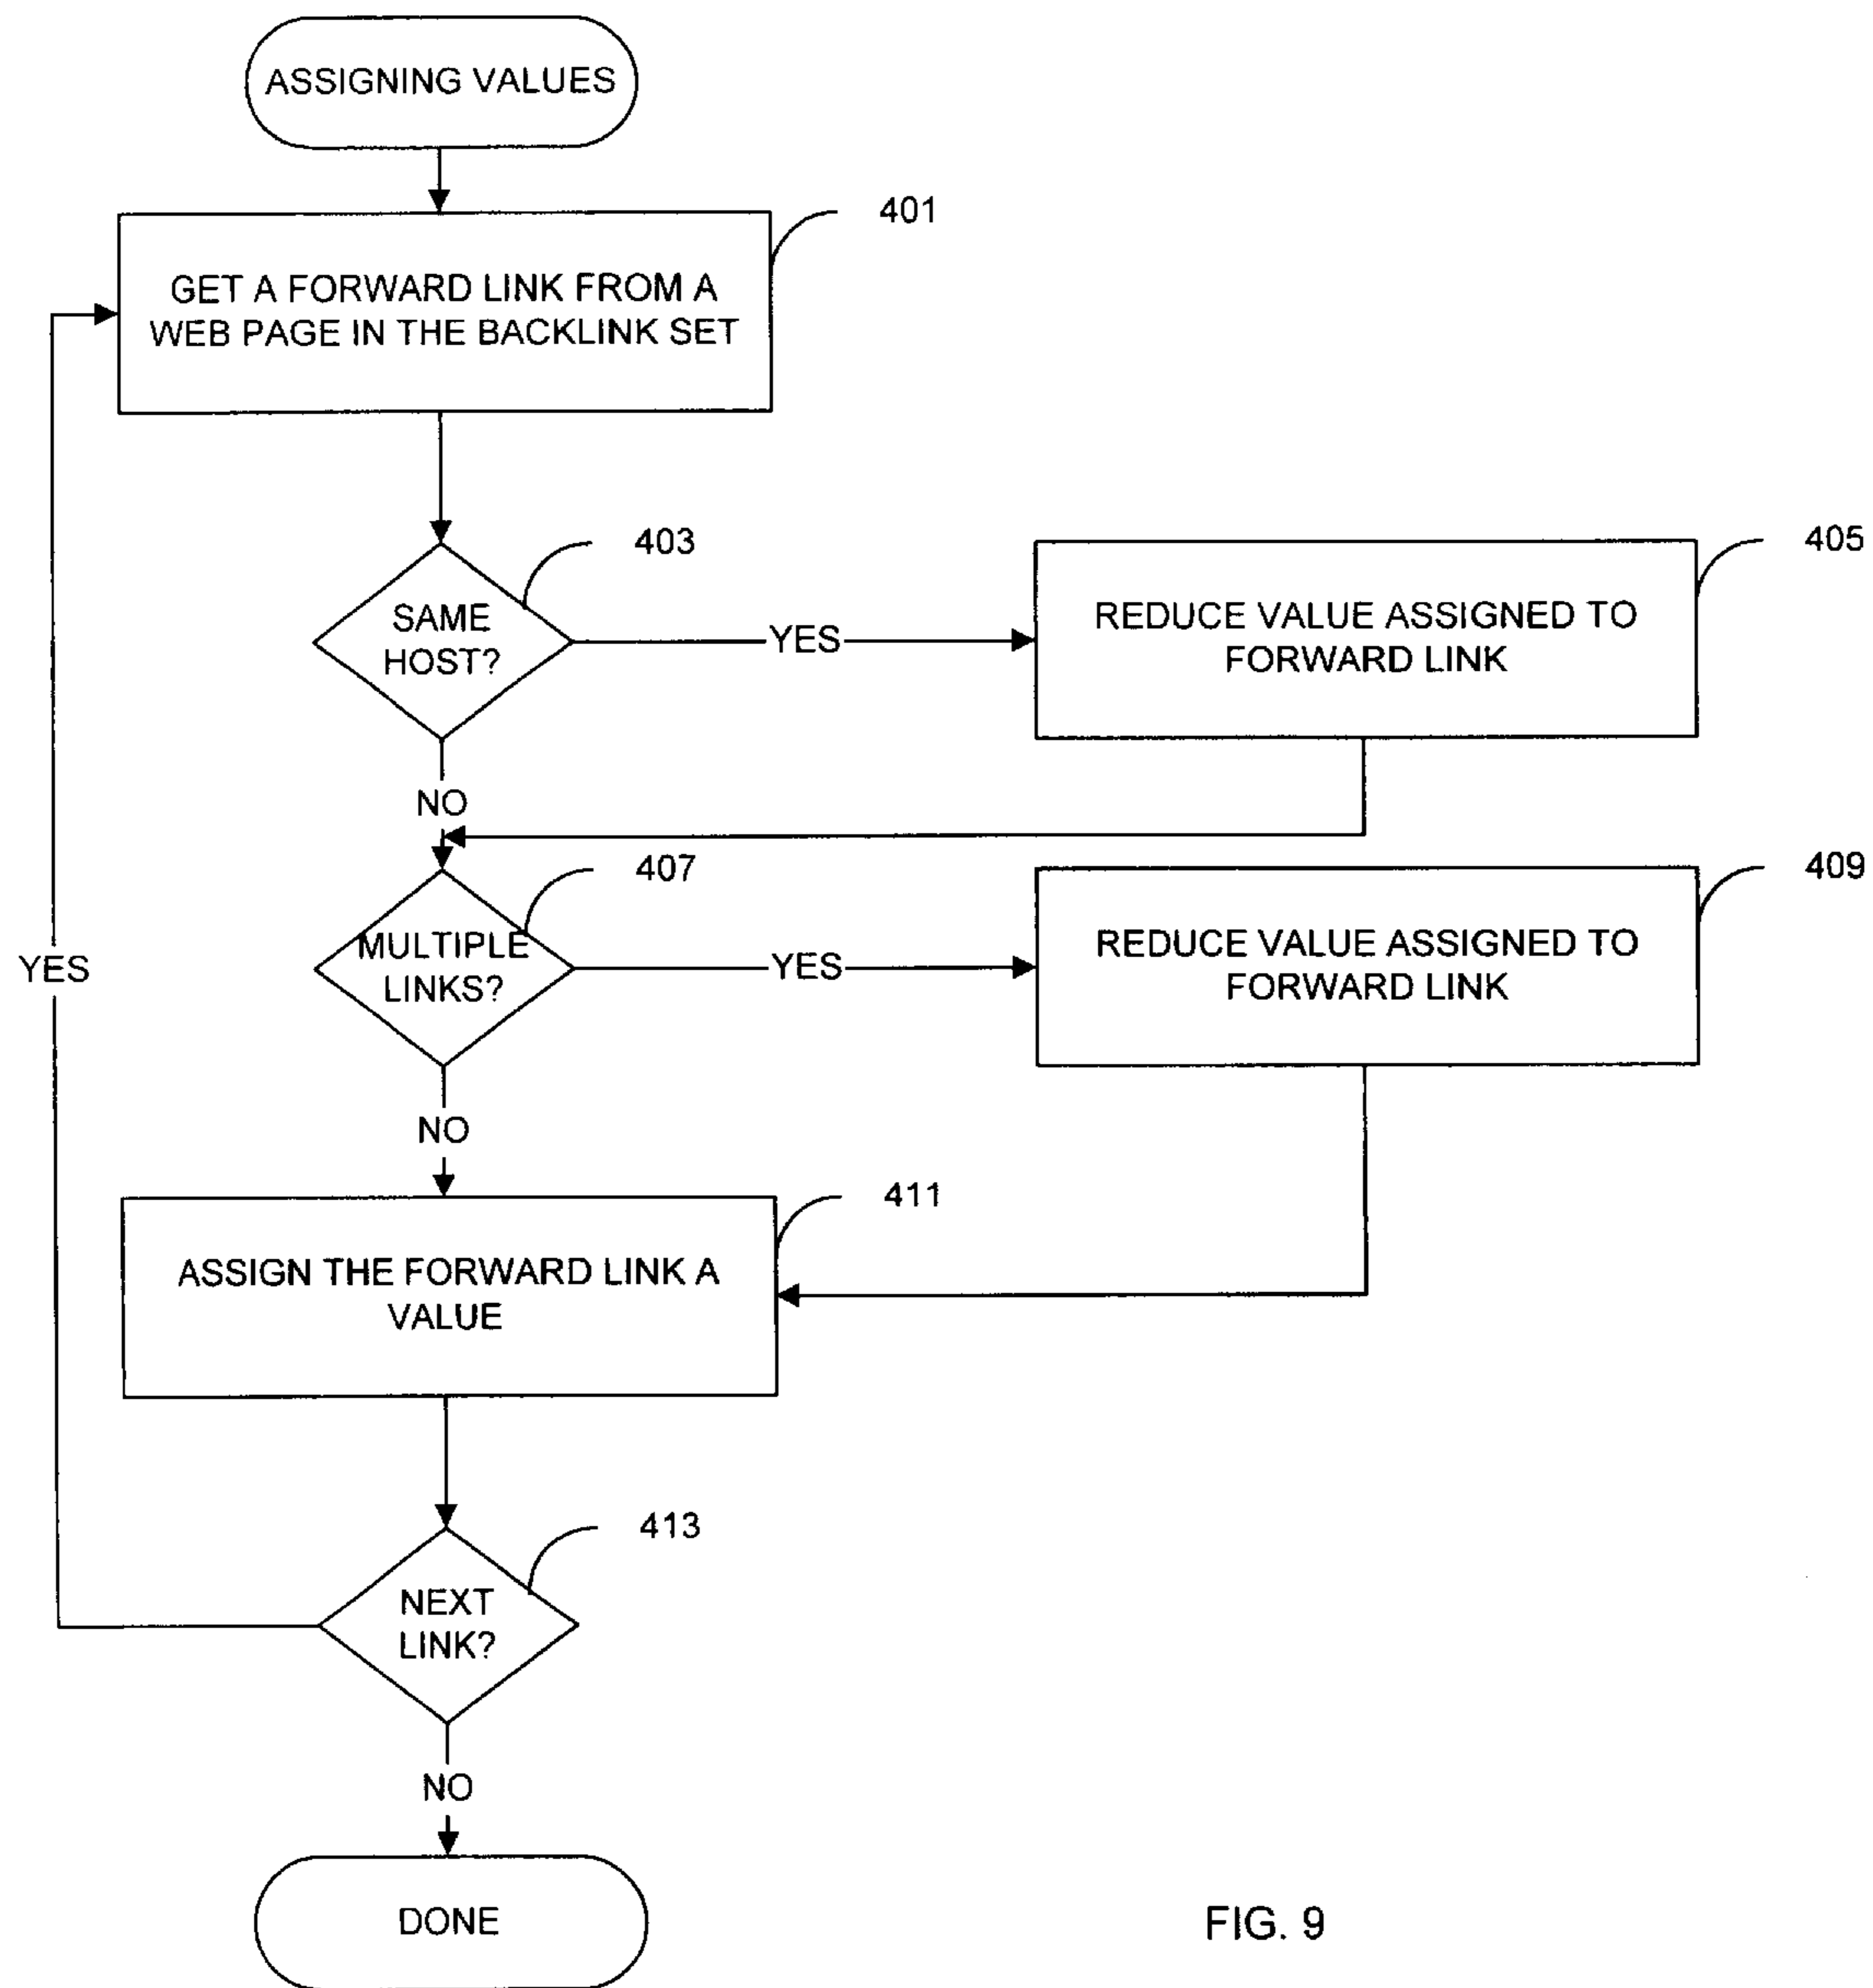 ASSIGNING VALUES
401
GET A FORWARD LINK FROM A
WEB PAGE IN THE BACKLINK SET
403
SAME
HOST?
YES
405
REDUCE VALUE ASSIGNED TO
FORWARD LINK
NO
407
MULTIPLE
LINKS?
YES
409
REDUCE VALUE ASSIGNED TO
FORWARD LINK
YES
NO
411
ASSIGN THE FORWARD LINK A
VALUE
413
NEXT
LINK?
NO
DONE
FIG. 9